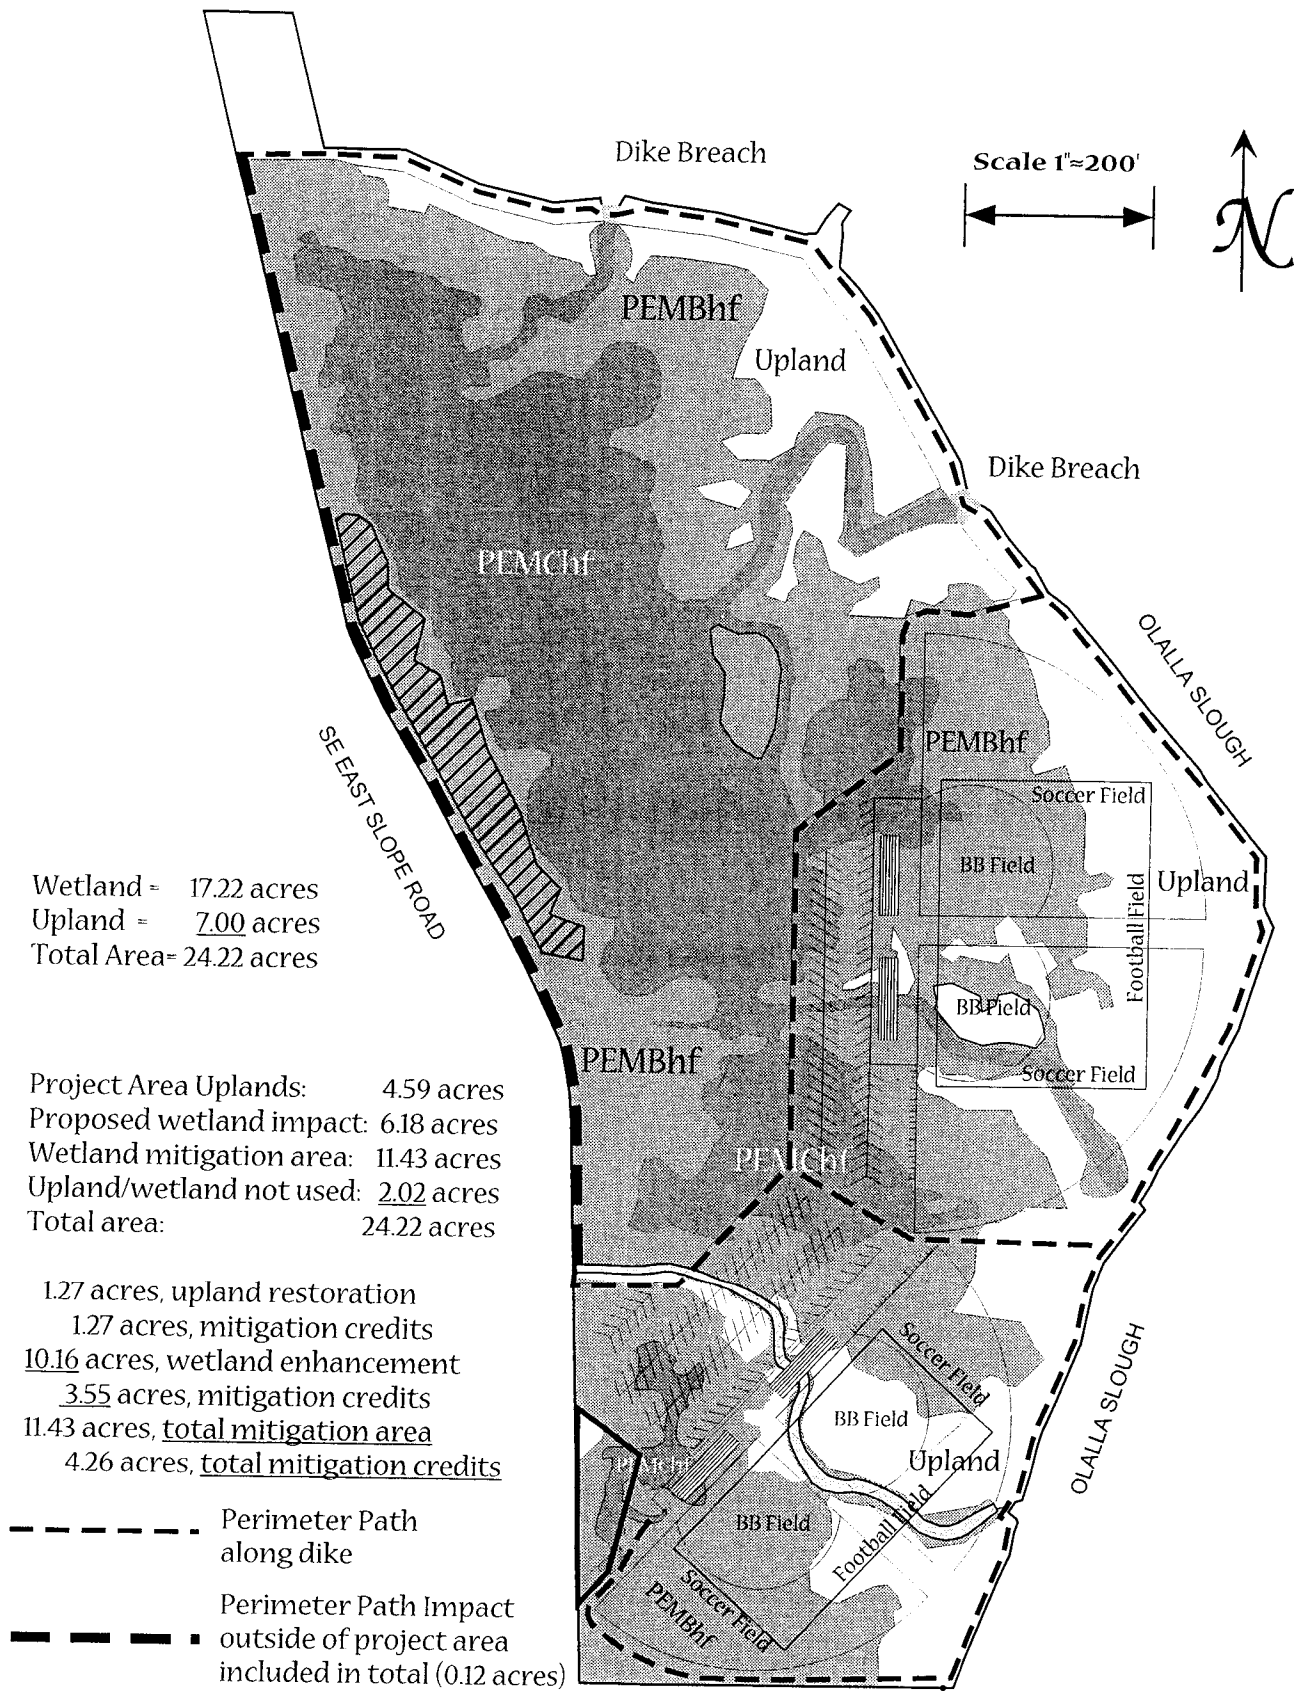 Dike Breach
Scale 1"≈200'
N
PEMBhf
Upland
Dike Breach
PEMChf
OLALLA SLOUGH
PEMBhf
SE EAST SLOPE ROAD
Soccer Field
BB Field
Upland
Football Field
Wetland = 17.22 acres
Upland = 7.00 acres
Total Area= 24.22 acres
BB Field
Soccer Field
PEMBhf
Project Area Uplands: 4.59 acres
Proposed wetland impact: 6.18 acres
Wetland mitigation area: 11.43 acres
Upland/wetland not used: 2.02 acres
Total area: 24.22 acres
PEMChf
1.27 acres, upland restoration
1.27 acres, mitigation credits
10.16 acres, wetland enhancement
3.55 acres, mitigation credits
11.43 acres, total mitigation area
4.26 acres, total mitigation credits
Soccer Field
OLALLA SLOUGH
BB Field
Upland
PEMChf
BB Field
Football Field
Soccer Field
PEMBhf
Perimeter Path
along dike
Perimeter Path Impact
outside of project area
included in total (0.12 acres)